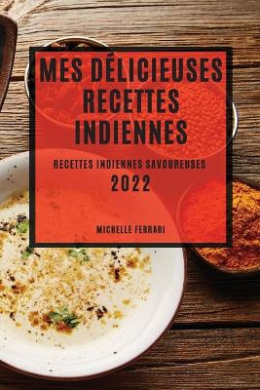 MES DÉLICIEUSES
RECETTES
INDIENNES
RECETTES INDIENNES SAVOUREUSES
2022
MICHELLE FERRARI